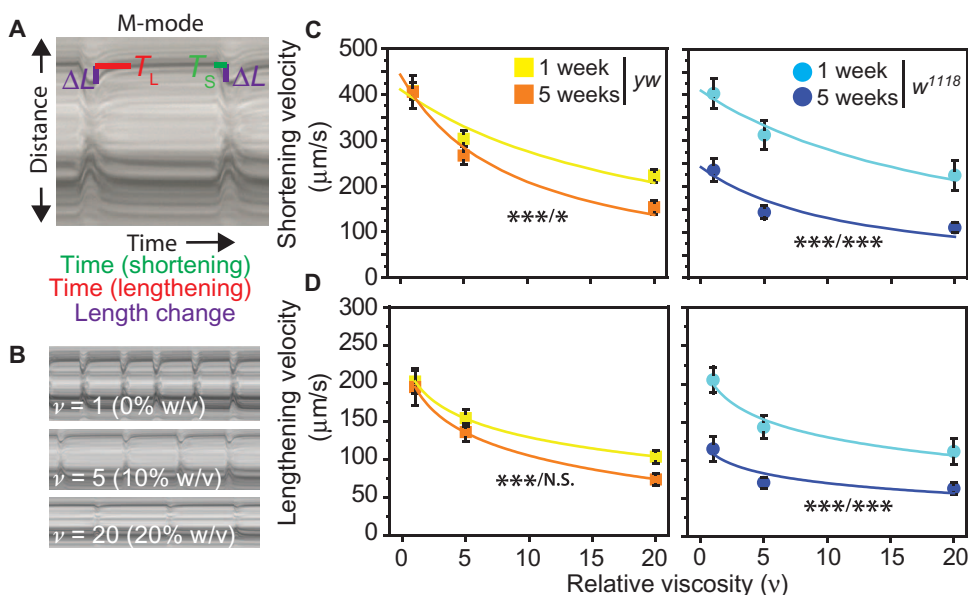 A
M-mode
Distance
ΔL
T_L
T_S
ΔL
Time
Time (shortening)
Time (lengthening)
Length change
B
ν = 1 (0% w/v)
ν = 5 (10% w/v)
ν = 20 (20% w/v)
C
Shortening velocity
(μm/s)
500
400
300
200
100
0
1 week
5 weeks
yw
***/*
1 week
5 weeks
w^1118
***/***
D
Lengthening velocity
(μm/s)
300
250
200
150
100
50
0
***/N.S.
***/***
0 5 10 15 20
0 5 10 15 20
Relative viscosity (ν)